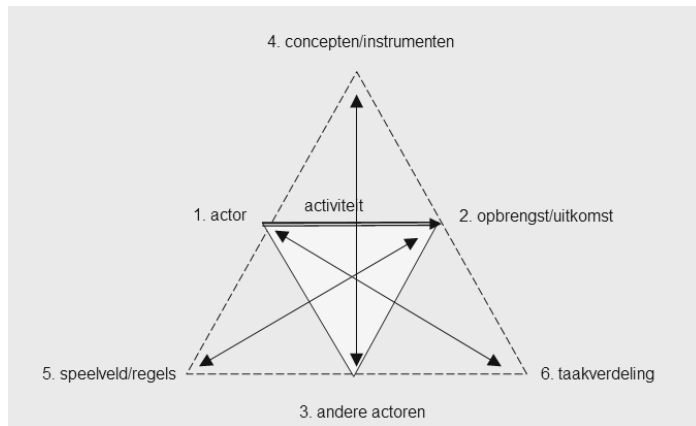 4. concepten/instrumenten
activiteit
1. actor
2. opbrengst/uitkomst
5. speelveld/regels
6. taakverdeling
3. andere actoren